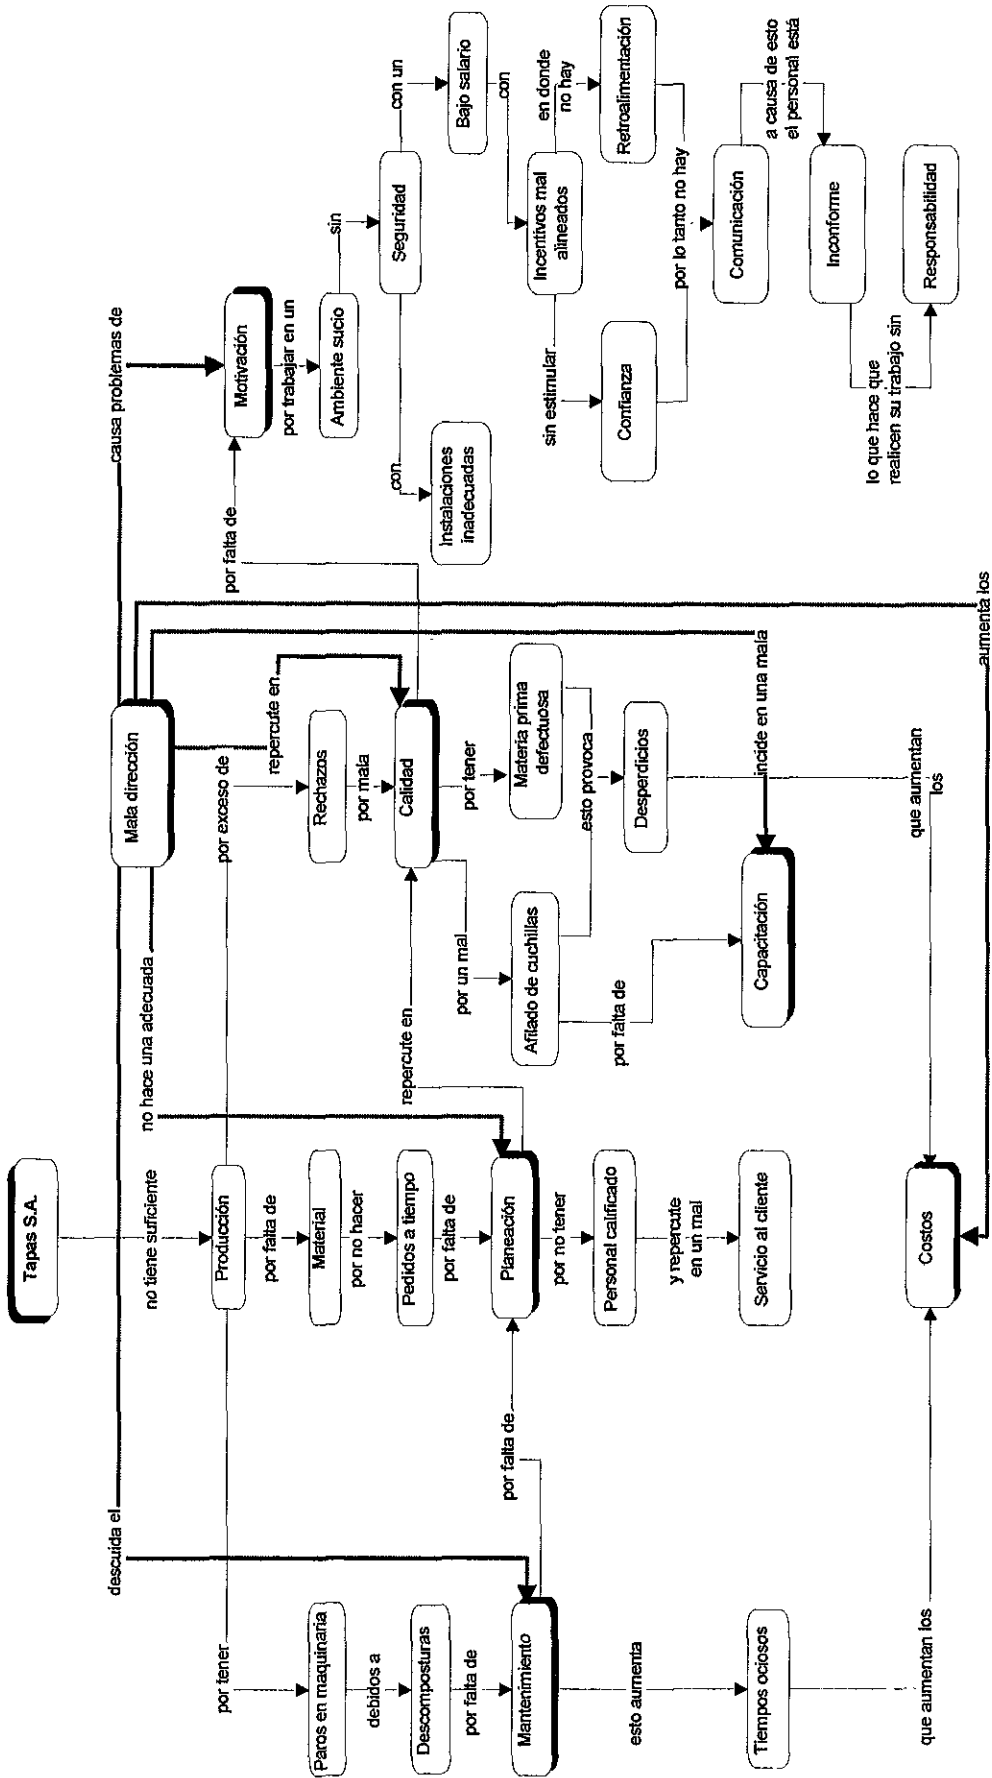 Tapas S.A.
no tiene suficiente
descuida el
Mala dirección
causa problemas de
no hace una adecuada
por tener
Producción
por exceso de
repercute en
por falta de
Motivación
por trabajar en un
Ambiente sucio
sin
Seguridad
con un
Bajo salario
con
Instalaciones
inadecuadas
con
Incentivos mal
alineados
en donde
no hay
Retroalimentación
sin estimular
Confianza
por lo tanto no hay
Comunicación
a causa de esto
el personal está
Inconforme
lo que hace que
realicen su trabajo sin
Responsabilidad
Paros en maquinaria
debidos a
Descomposturas
por falta de
Mantenimiento
esto aumenta
Tiempos ociosos
que aumentan los
por falta de
por falta de
Material
por no hacer
Pedidos a tiempo
por falta de
Planeación
por no tener
Personal calificado
y repercute
en un mal
Servicio al cliente
Costos
repercute en
Rechazos
por mala
Calidad
por un mal
por tener
Afilado de cuchillas
Materia prima
defectuosa
esto provoca
Desperdicios
por falta de
Capacitación
incide en una mala
que aumentan
los
aumenta los